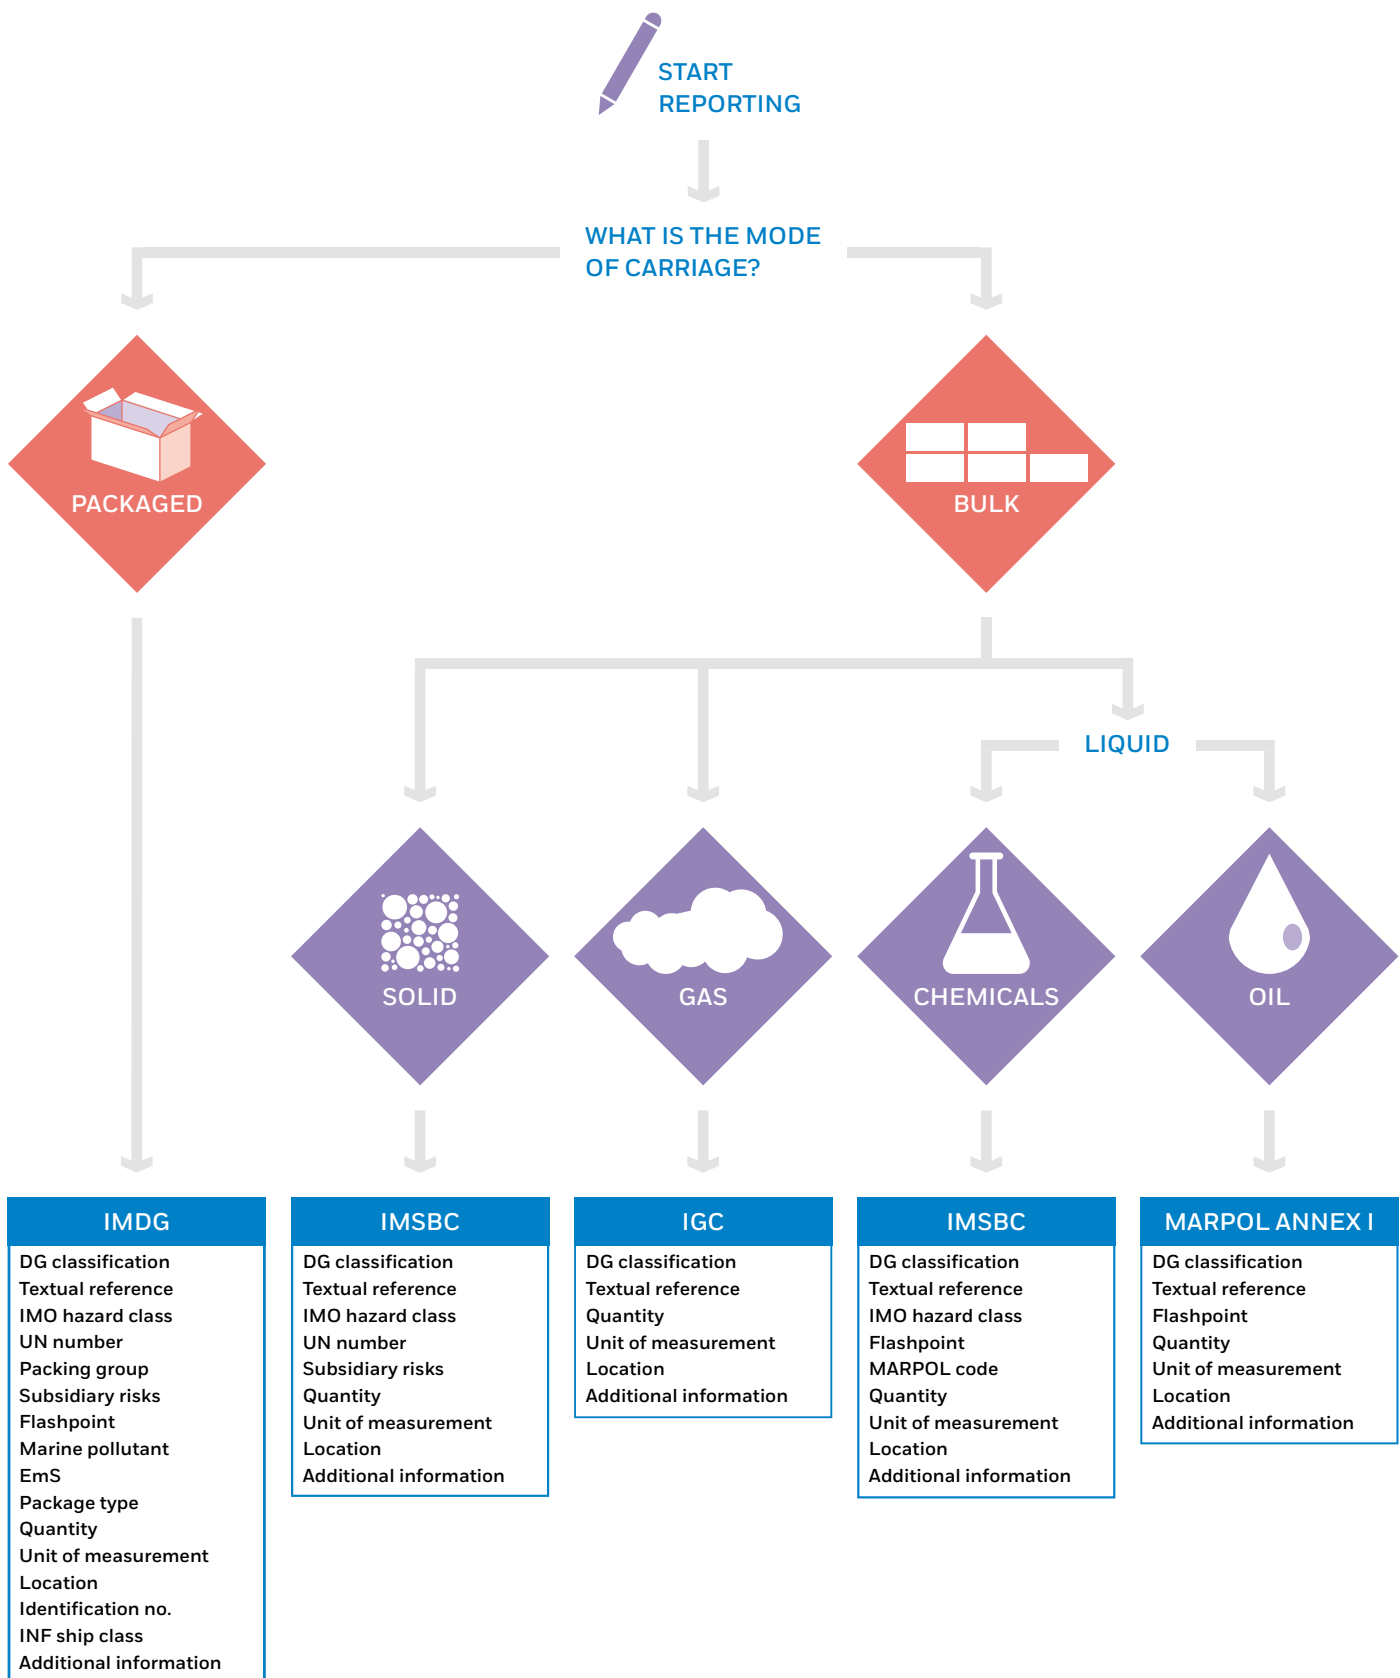 START
REPORTING
WHAT IS THE MODE
OF CARRIAGE?
PACKAGED
BULK
LIQUID
SOLID
GAS
CHEMICALS
OIL
IMDG
DG classification
Textual reference
IMO hazard class
UN number
Packing group
Subsidiary risks
Flashpoint
Marine pollutant
EmS
Package type
Quantity
Unit of measurement
Location
Identification no.
INF ship class
Additional information
IMSBC
DG classification
Textual reference
IMO hazard class
UN number
Subsidiary risks
Quantity
Unit of measurement
Location
Additional information
IGC
DG classification
Textual reference
Quantity
Unit of measurement
Location
Additional information
IMSBC
DG classification
Textual reference
IMO hazard class
Flashpoint
MARPOL code
Quantity
Unit of measurement
Location
Additional information
MARPOL ANNEX I
DG classification
Textual reference
Flashpoint
Quantity
Unit of measurement
Location
Additional information